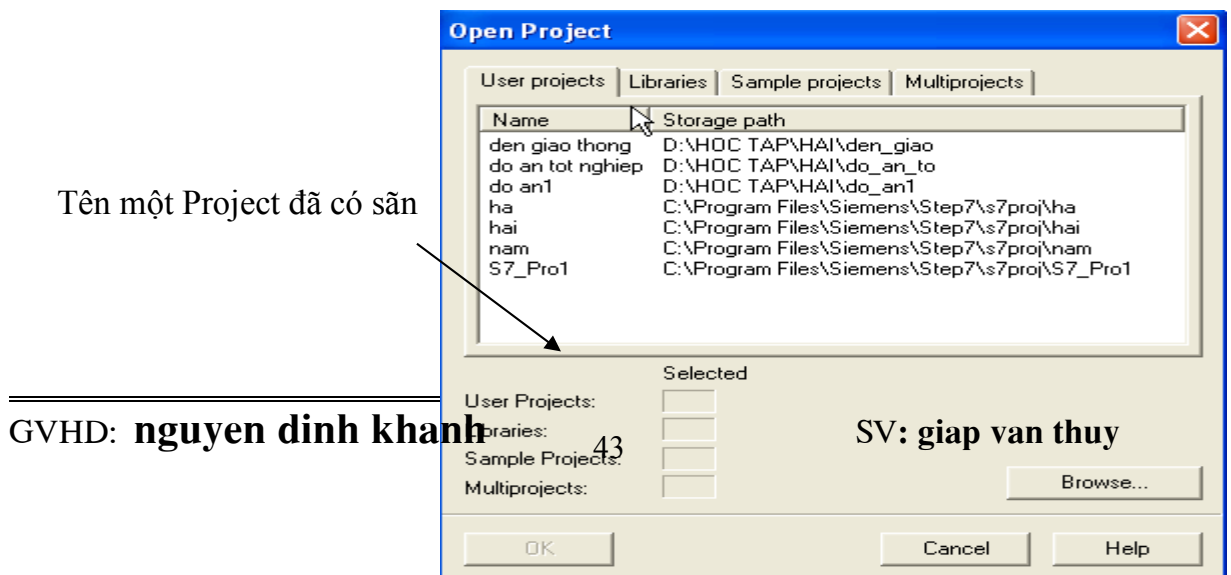 Open Project
User projects Libraries Sample projects Multiprojects
Name Storage path
den giao thong D:\HOC TAP\HAI\den_giao
do an tot nghiep D:\HOC TAP\HAI\do_an_to
do an1 D:\HOC TAP\HAI\do_an1
ha C:\Program Files\Siemens\Step7\s7proj\ha
hai C:\Program Files\Siemens\Step7\s7proj\hai
nam C:\Program Files\Siemens\Step7\s7proj\nam
S7_Pro1 C:\Program Files\Siemens\Step7\s7proj\S7_Pro1
Tên một Project đã có sãn
Selected
User Projects:
GVHD: nguyen dinh khanh
SV: giap van thuy
43
Sample Projects:
Multiprojects:
Browse...
OK Cancel Help